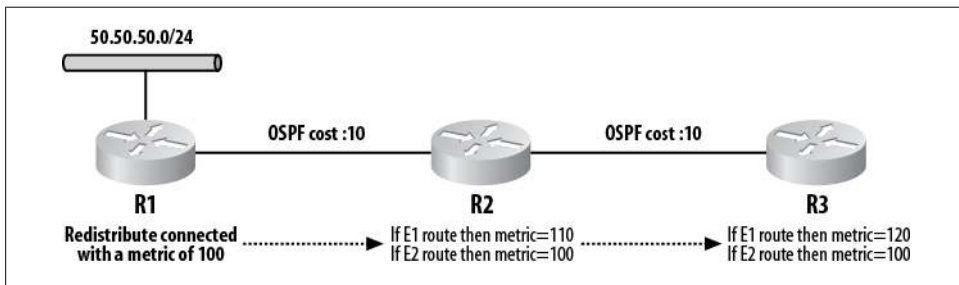 50.50.50.0/24
OSPF cost :10
OSPF cost :10
R1
R2
R3
Redistribute connected
with a metric of 100
If E1 route then metric=110
If E2 route then metric=100
If E1 route then metric=120
If E2 route then metric=100